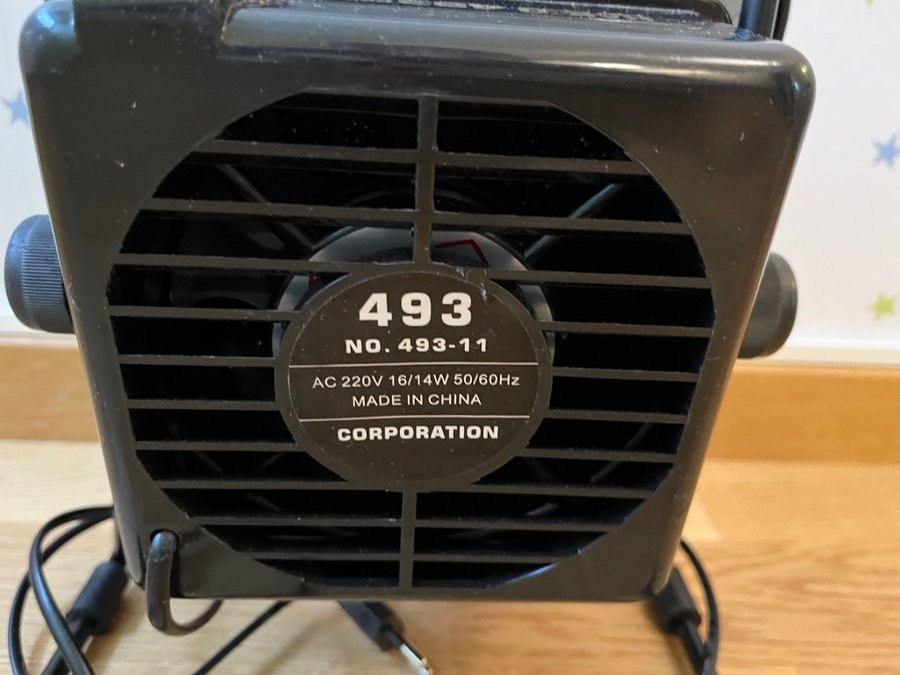 493
NO. 493-11
AC 220V 16/14W 50/60Hz
MADE IN CHINA
CORPORATION